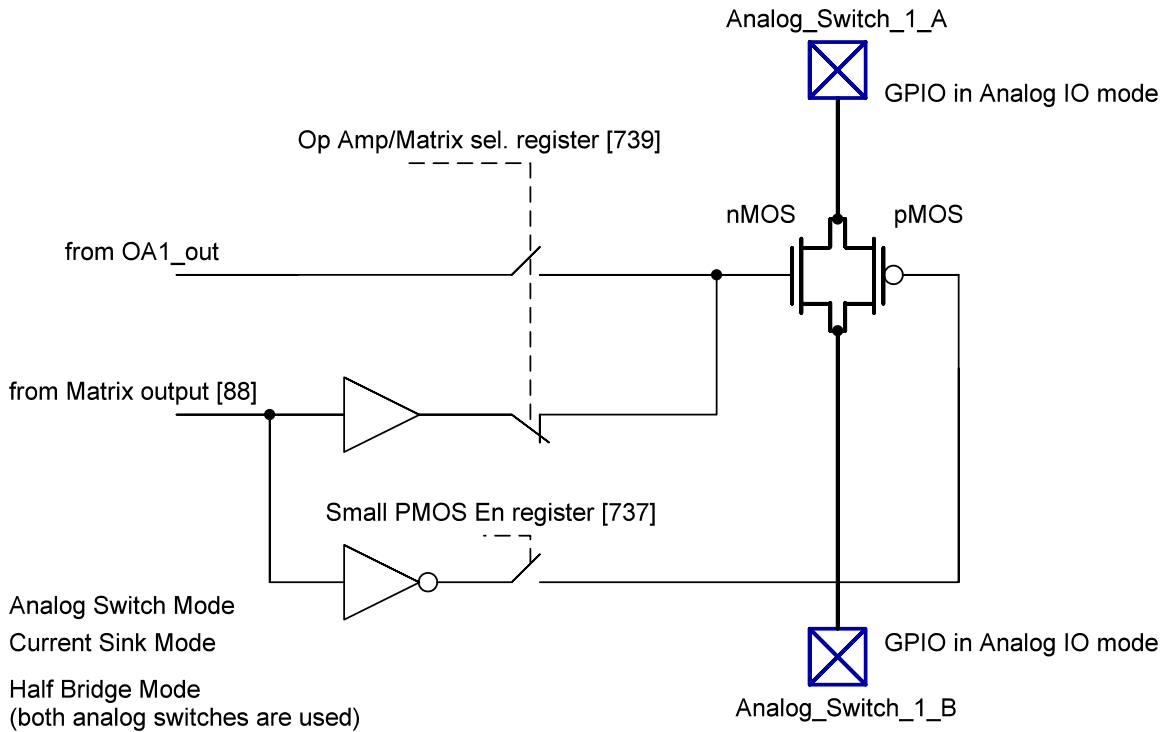 Analog_Switch_1_A
GPIO in Analog IO mode
Op Amp/Matrix sel. register [739]
nMOS
pMOS
from OA1_out
from Matrix output [88]
Small PMOS En register [737]
Analog Switch Mode
Current Sink Mode
GPIO in Analog IO mode
Half Bridge Mode
(both analog switches are used)
Analog_Switch_1_B